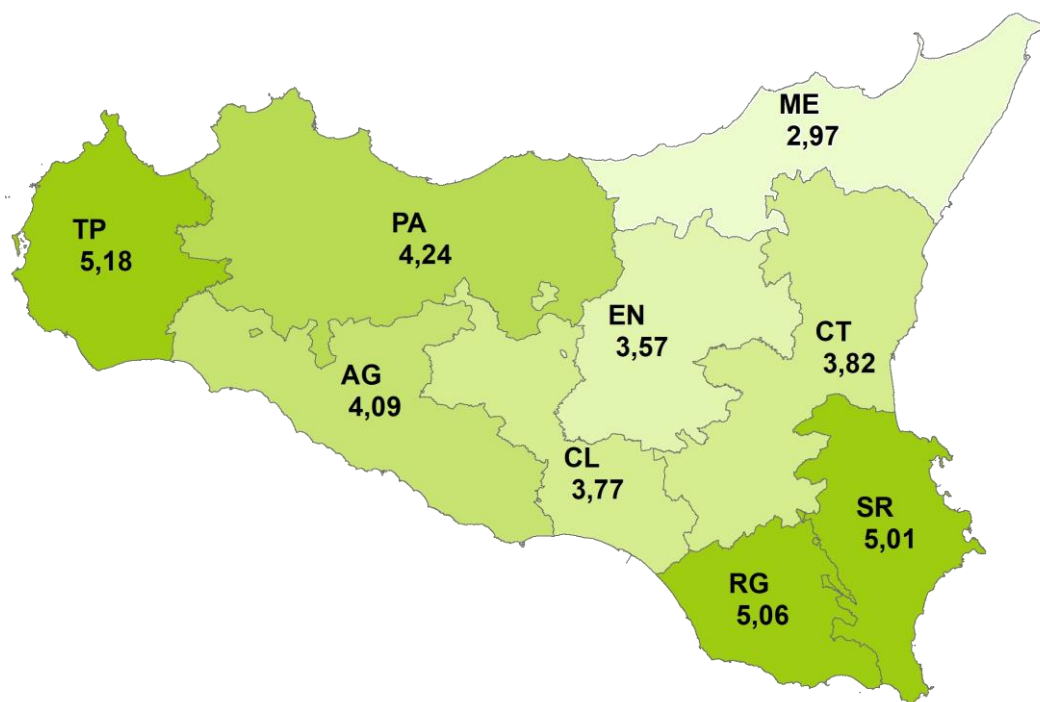 ME
2,97
TP
5,18
PA
4,24
EN
3,57
CT
3,82
AG
4,09
CL
3,77
SR
5,01
RG
5,06